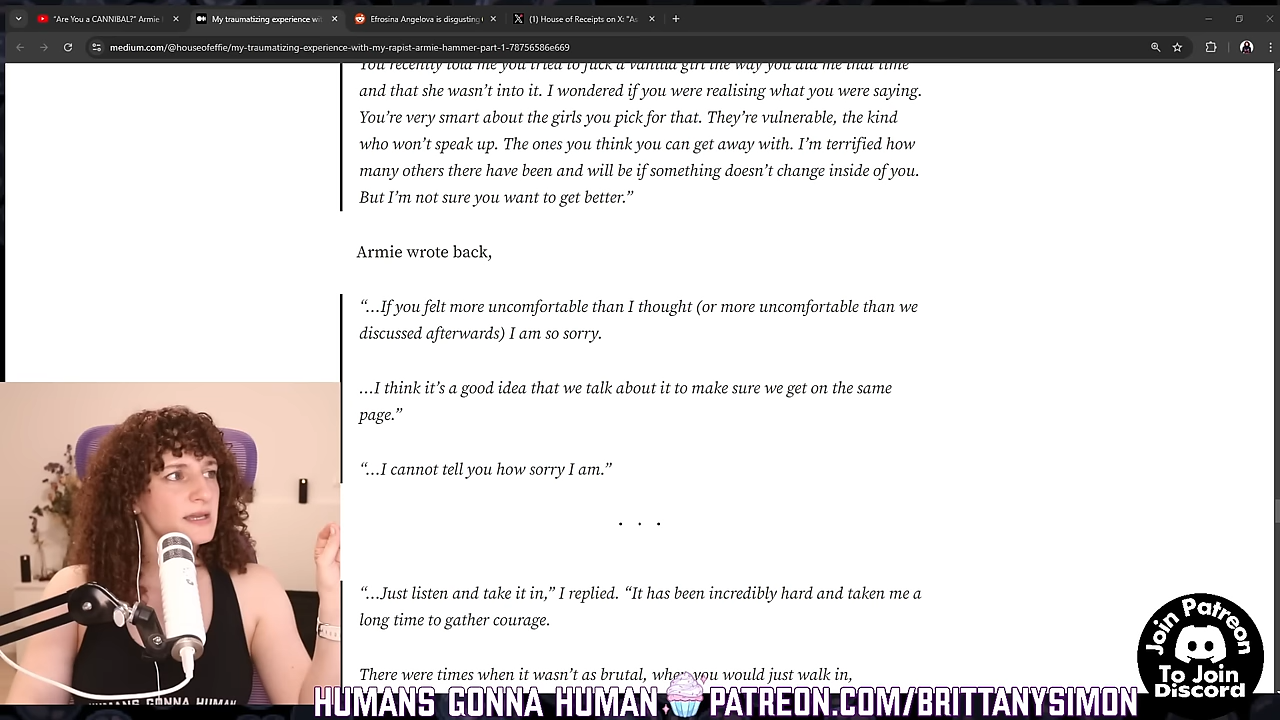 "Are You a CANNIBAL?" Armie
My traumatizing experience wi
Efrosina Angelova is disgusting
(1) House of Receipts on X: "As
medium.com/@houseofeffie/my-traumatizing-experience-with-my-rapist-armie-hammer-part-1-78756586e669
You recently told me you tried to fuck a vanilla girl the way you did me that time
and that she wasn’t into it. I wondered if you were realising what you were saying.
You’re very smart about the girls you pick for that. They’re vulnerable, the kind
who won’t speak up. The ones you think you can get away with. I’m terrified how
many others there have been and will be if something doesn’t change inside of you.
But I’m not sure you want to get better.”
Armie wrote back,
“…If you felt more uncomfortable than I thought (or more uncomfortable than we
discussed afterwards) I am so sorry.
…I think it’s a good idea that we talk about it to make sure we get on the same
page.”
“…I cannot tell you how sorry I am.”
. . .
“…Just listen and take it in,” I replied. “It has been incredibly hard and taken me a
long time to gather courage.
There were times when it wasn’t as brutal, when you would just walk in,
Join Patreon
To Join
Discord
HUMANS GONNA HUMAN
HUMANS GONNA HUMAN PATREON.COM/BRITTANYSIMON